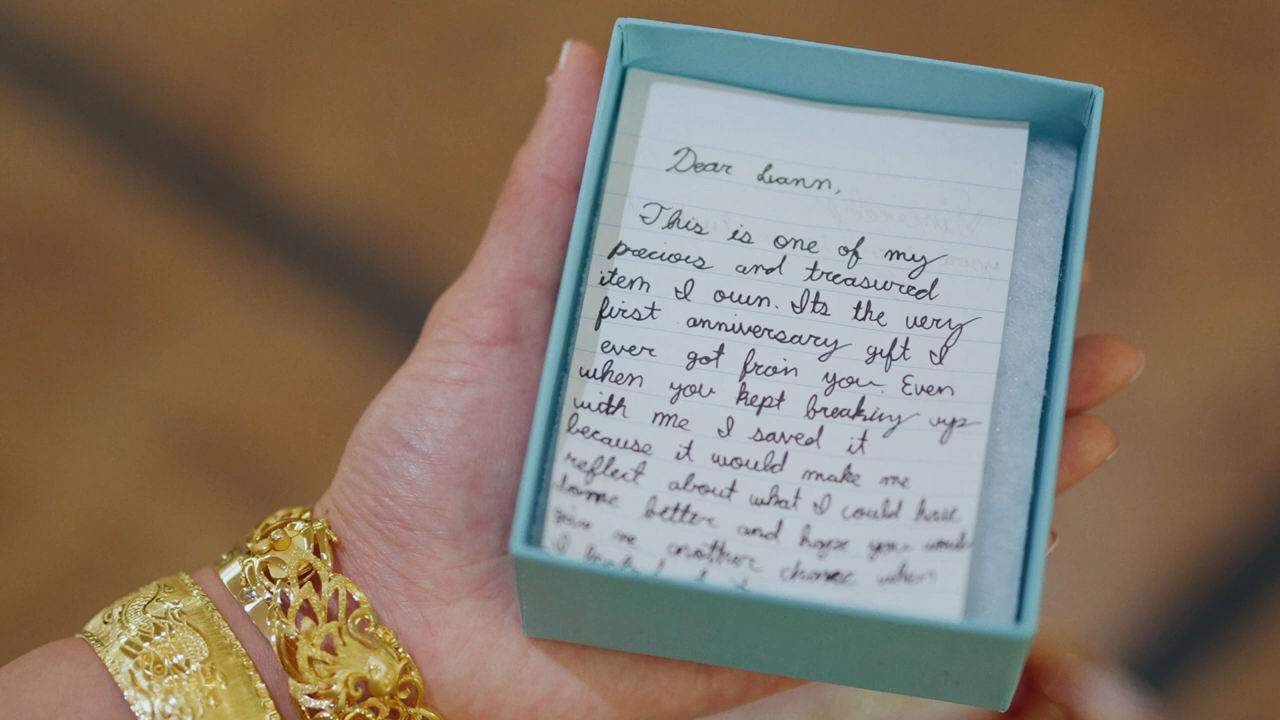 Dear Liann,
This is one of my
precious and treasured
item I own. Its the very
first anniversary gift I
ever got from you. Even
when you kept breaking up
with me I saved it
because it would make me
reflect about what I could have
done better and hope you would
give me another chance when
I